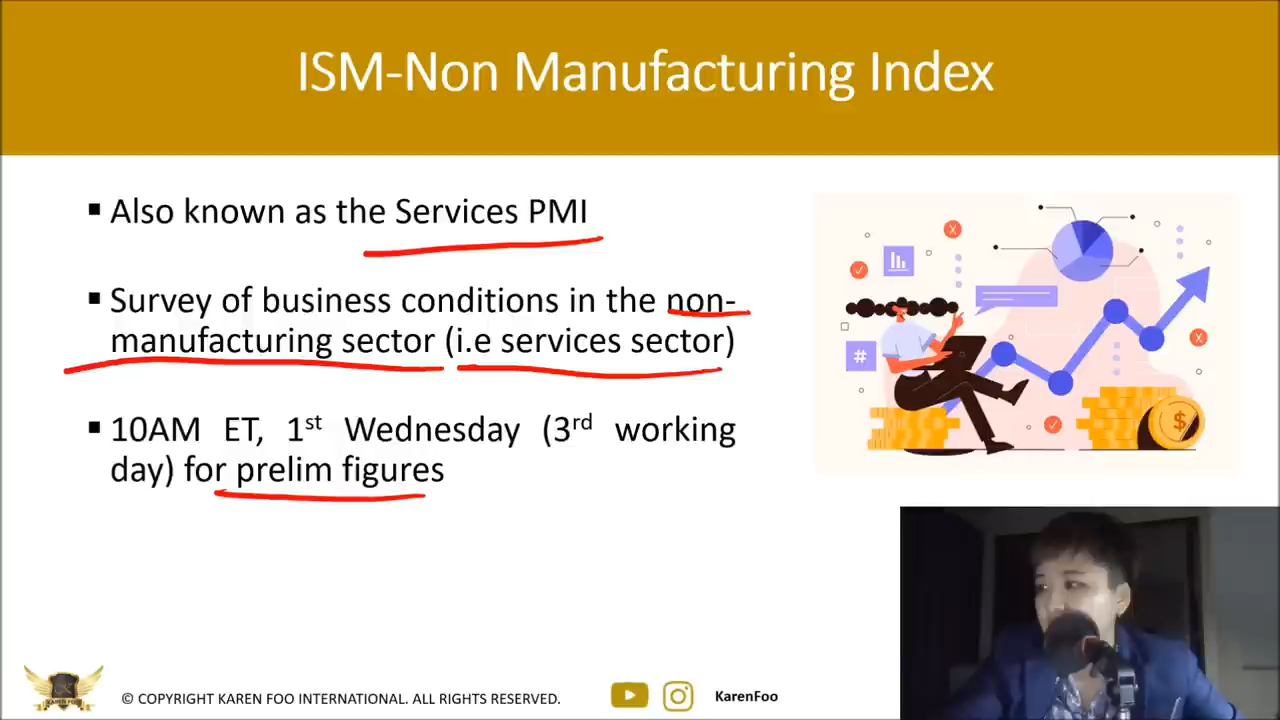 ISM-Non Manufacturing Index
▪ Also known as the Services PMI
▪ Survey of business conditions in the non-
manufacturing sector (i.e services sector)
▪ 10AM ET, 1st Wednesday (3rd working
day) for prelim figures
X
X
#
$
KAREN FOO
© COPYRIGHT KAREN FOO INTERNATIONAL. ALL RIGHTS RESERVED.
KarenFoo